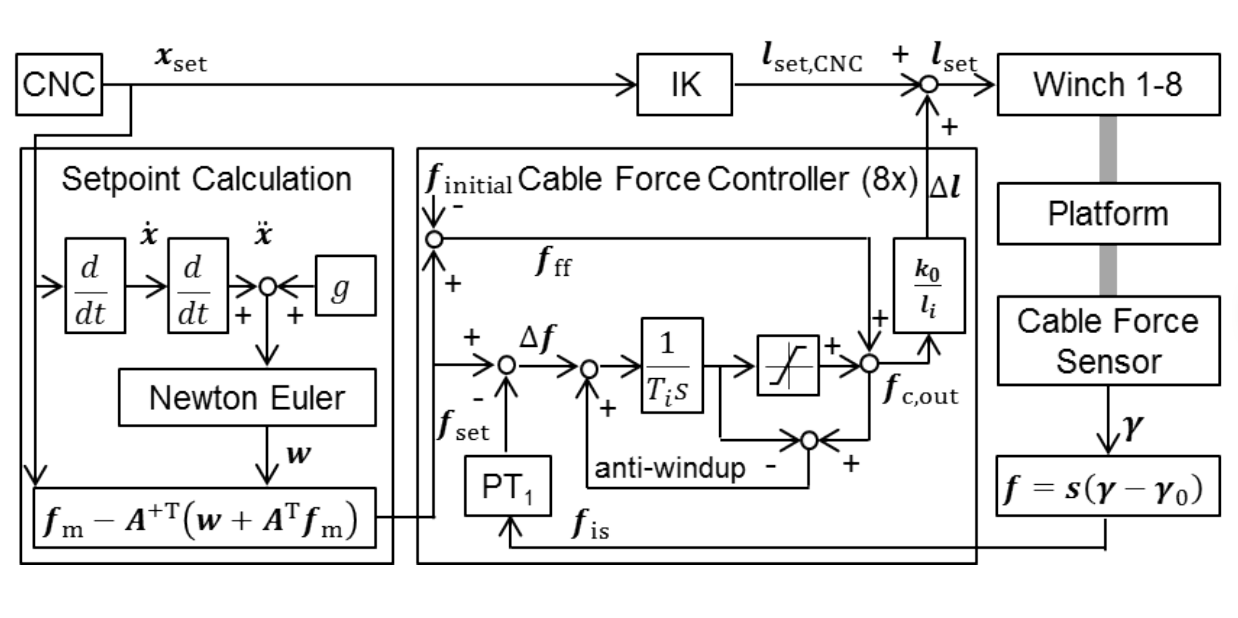 CNC
x_set
IK
l_set,CNC
+
l_set
Winch 1-8
+
Setpoint Calculation
f_initial
Cable Force Controller (8x)
Δl
-
Platform
ẋ
ẍ
d/dt
d/dt
g
+
+
+
f_ff
k_0/l_i
Cable Force
Sensor
+
Δf
1/(T_i s)
+
+
-
+
f_c,out
Newton Euler
f_set
w
anti-windup
-
+
γ
PT₁
f_m − A^{+T}(w + A^T f_m)
f_is
f = s(γ − γ_0)